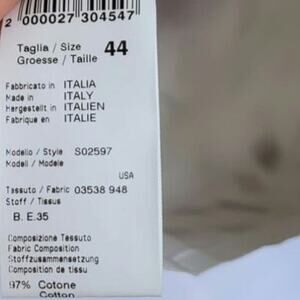 2 000027 304547
Taglia / Size
Groesse / Taille 44
Fabbricato in ITALIA
Made in ITALY
Hergestellt in ITALIEN
Fabrique en ITALIE
Modello / Style S02597
Modell / Modele
USA
Tessuto / Fabric 03538 948
Stoff / Tissus
B. E.35
Composizione Tessuto
Fabric Composition
Stoffzusammensetzung
Composition de tissu
97% Cotone
Cotton